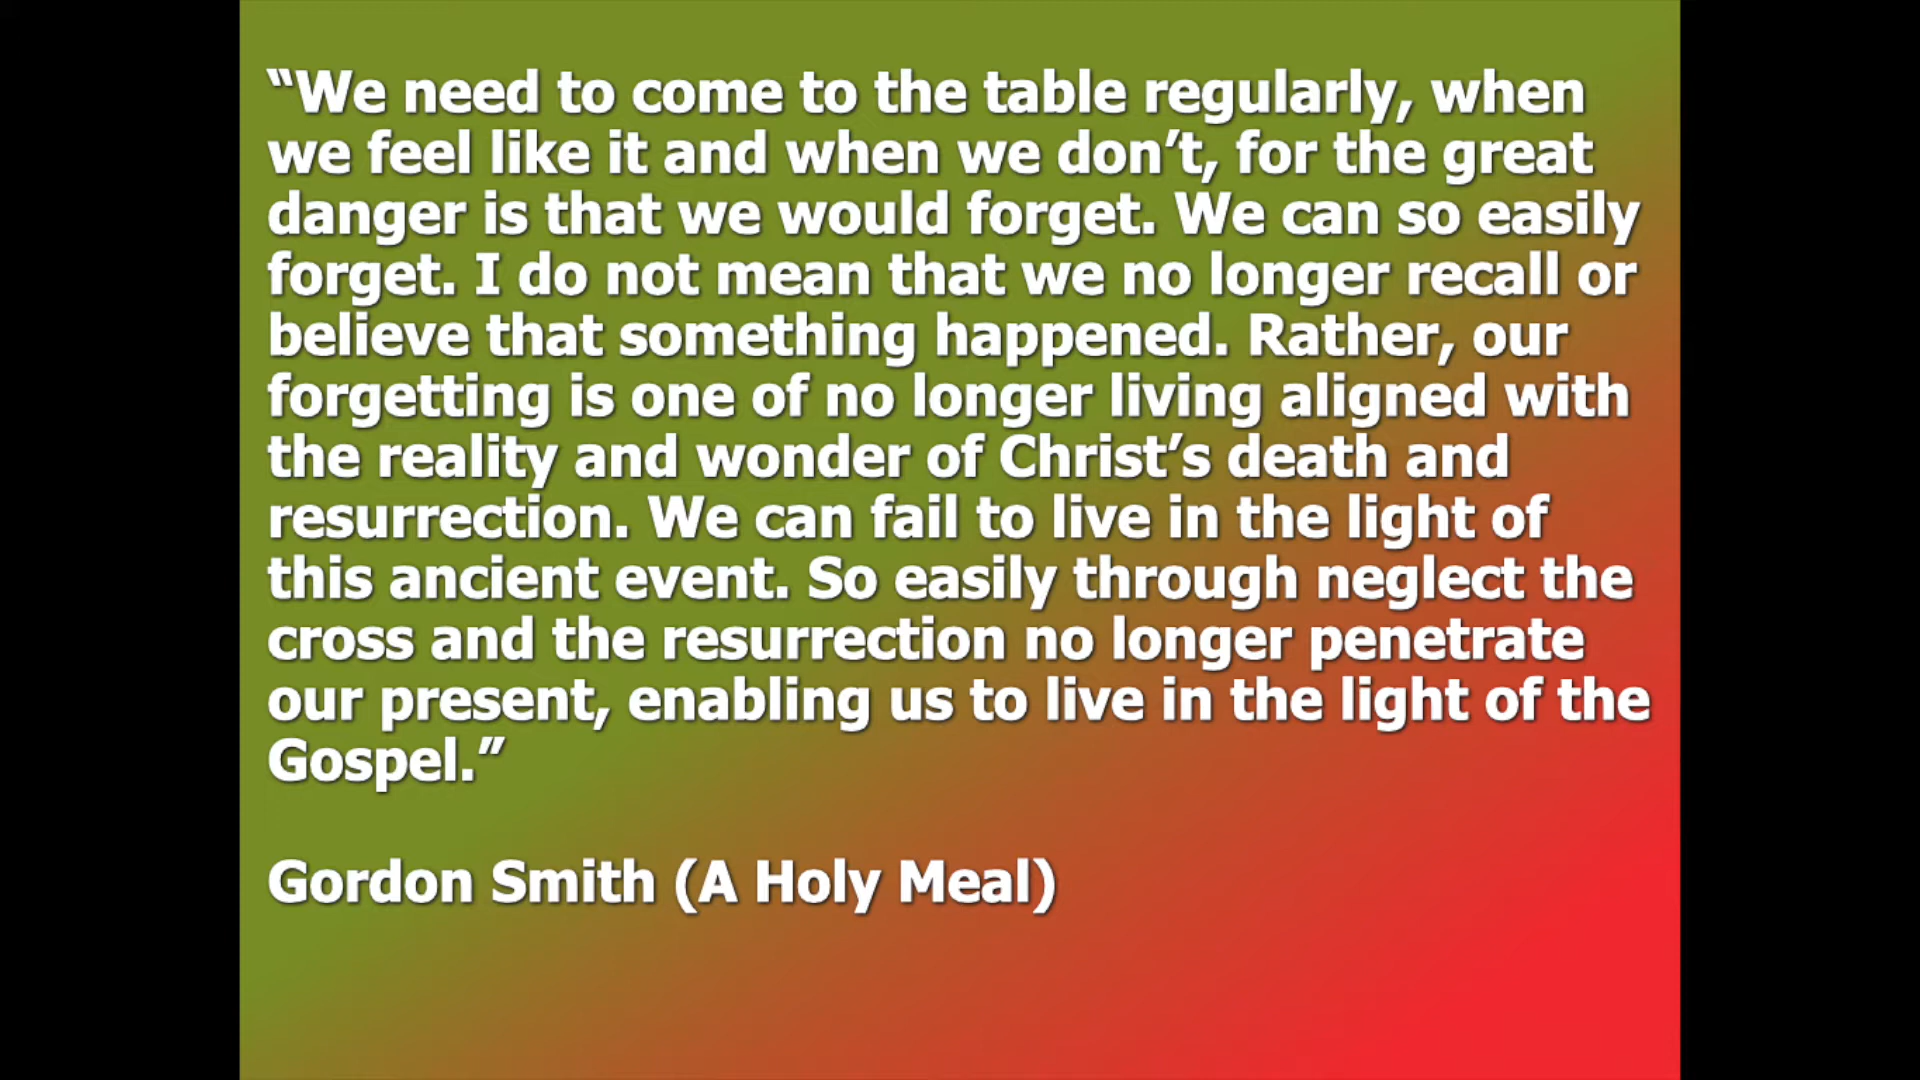 “We need to come to the table regularly, when
we feel like it and when we don’t, for the great
danger is that we would forget. We can so easily
forget. I do not mean that we no longer recall or
believe that something happened. Rather, our
forgetting is one of no longer living aligned with
the reality and wonder of Christ’s death and
resurrection. We can fail to live in the light of
this ancient event. So easily through neglect the
cross and the resurrection no longer penetrate
our present, enabling us to live in the light of the
Gospel.”
Gordon Smith (A Holy Meal)